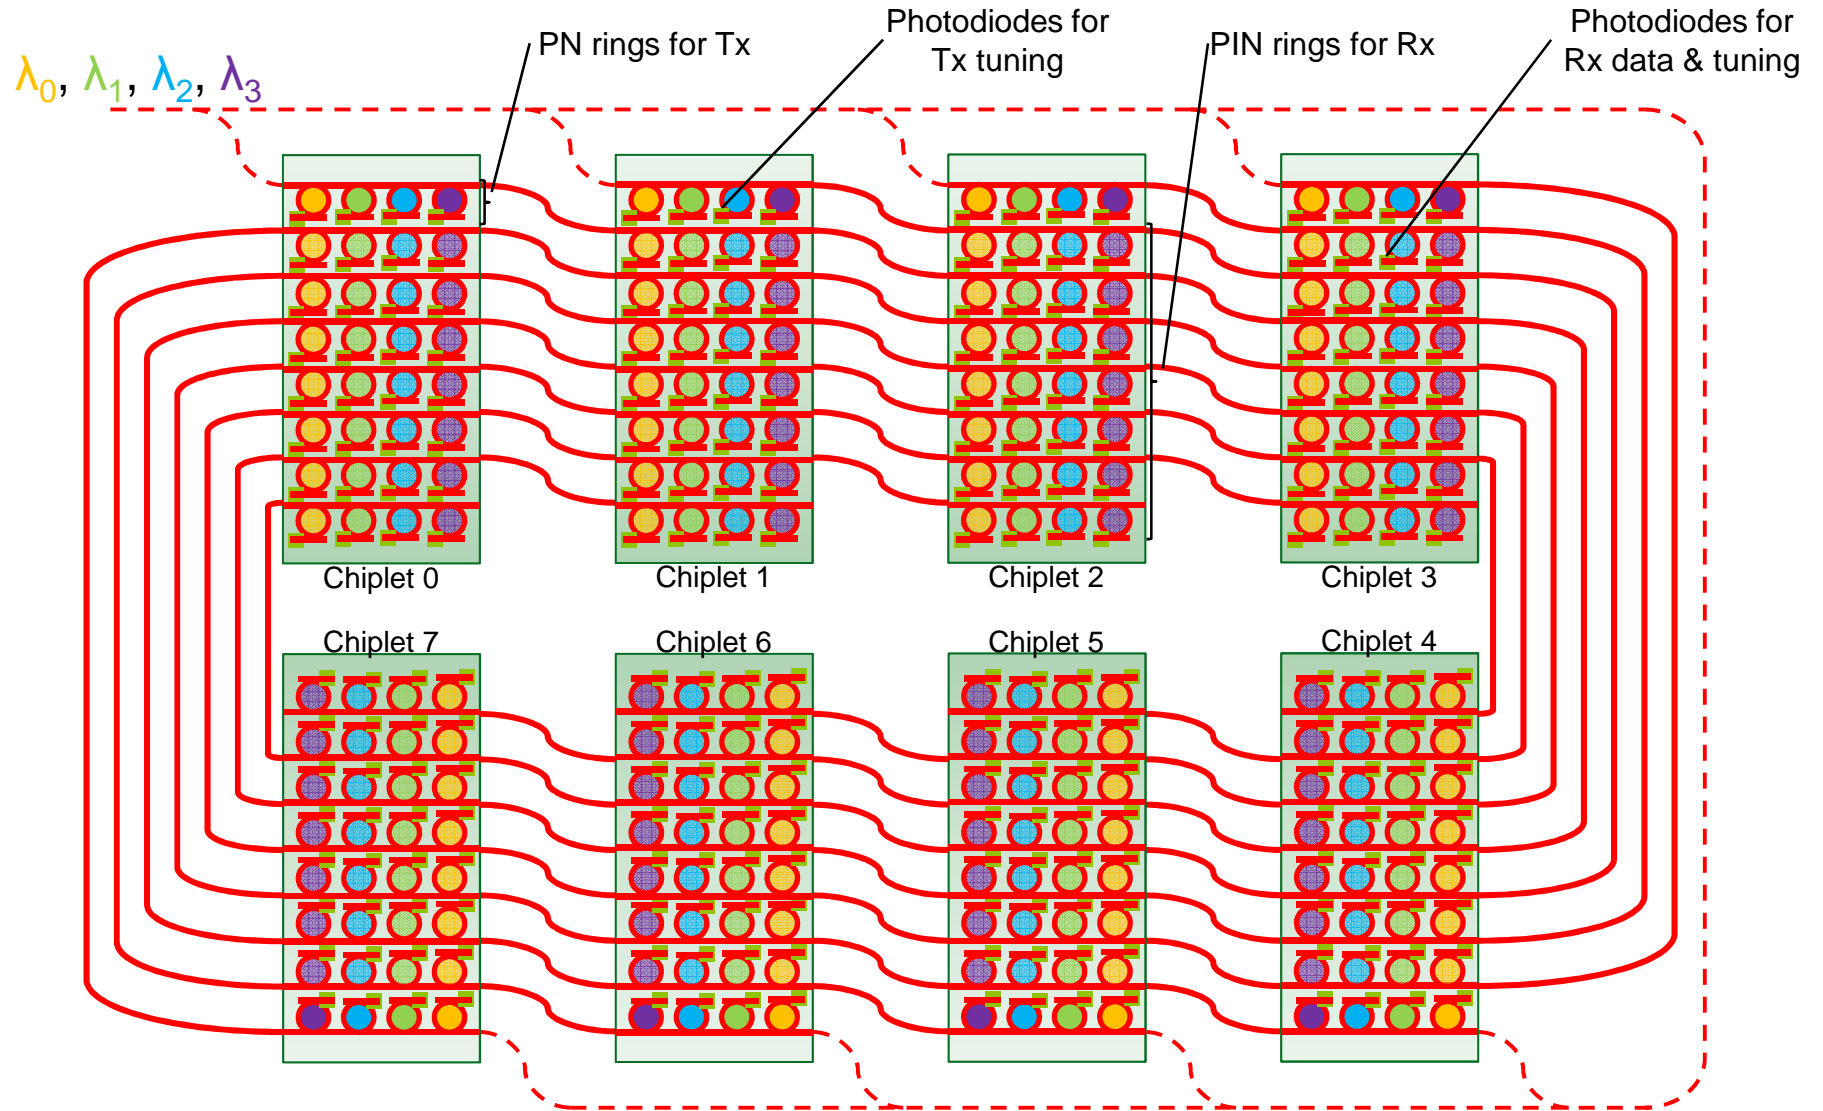 PN rings for Tx
Photodiodes for
Tx tuning
PIN rings for Rx
Photodiodes for
Rx data & tuning
λ0, λ1, λ2, λ3
Chiplet 0
Chiplet 1
Chiplet 2
Chiplet 3
Chiplet 7
Chiplet 6
Chiplet 5
Chiplet 4